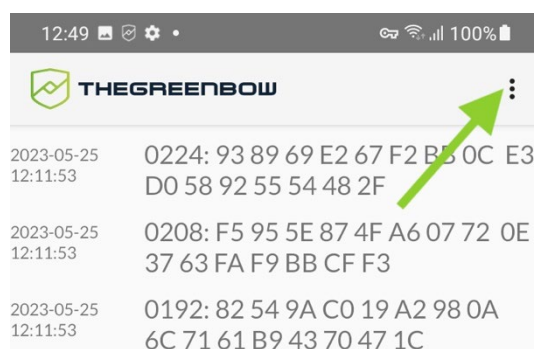 12:49 100%
THEGREENBOW
2023-05-25 0224: 93 89 69 E2 67 F2 BB 0C E3
12:11:53 D0 58 92 55 54 48 2F
2023-05-25 0208: F5 95 5E 87 4F A6 07 72 0E
12:11:53 37 63 FA F9 BB CF F3
2023-05-25 0192: 82 54 9A C0 19 A2 98 0A
12:11:53 6C 71 61 B9 43 70 47 1C